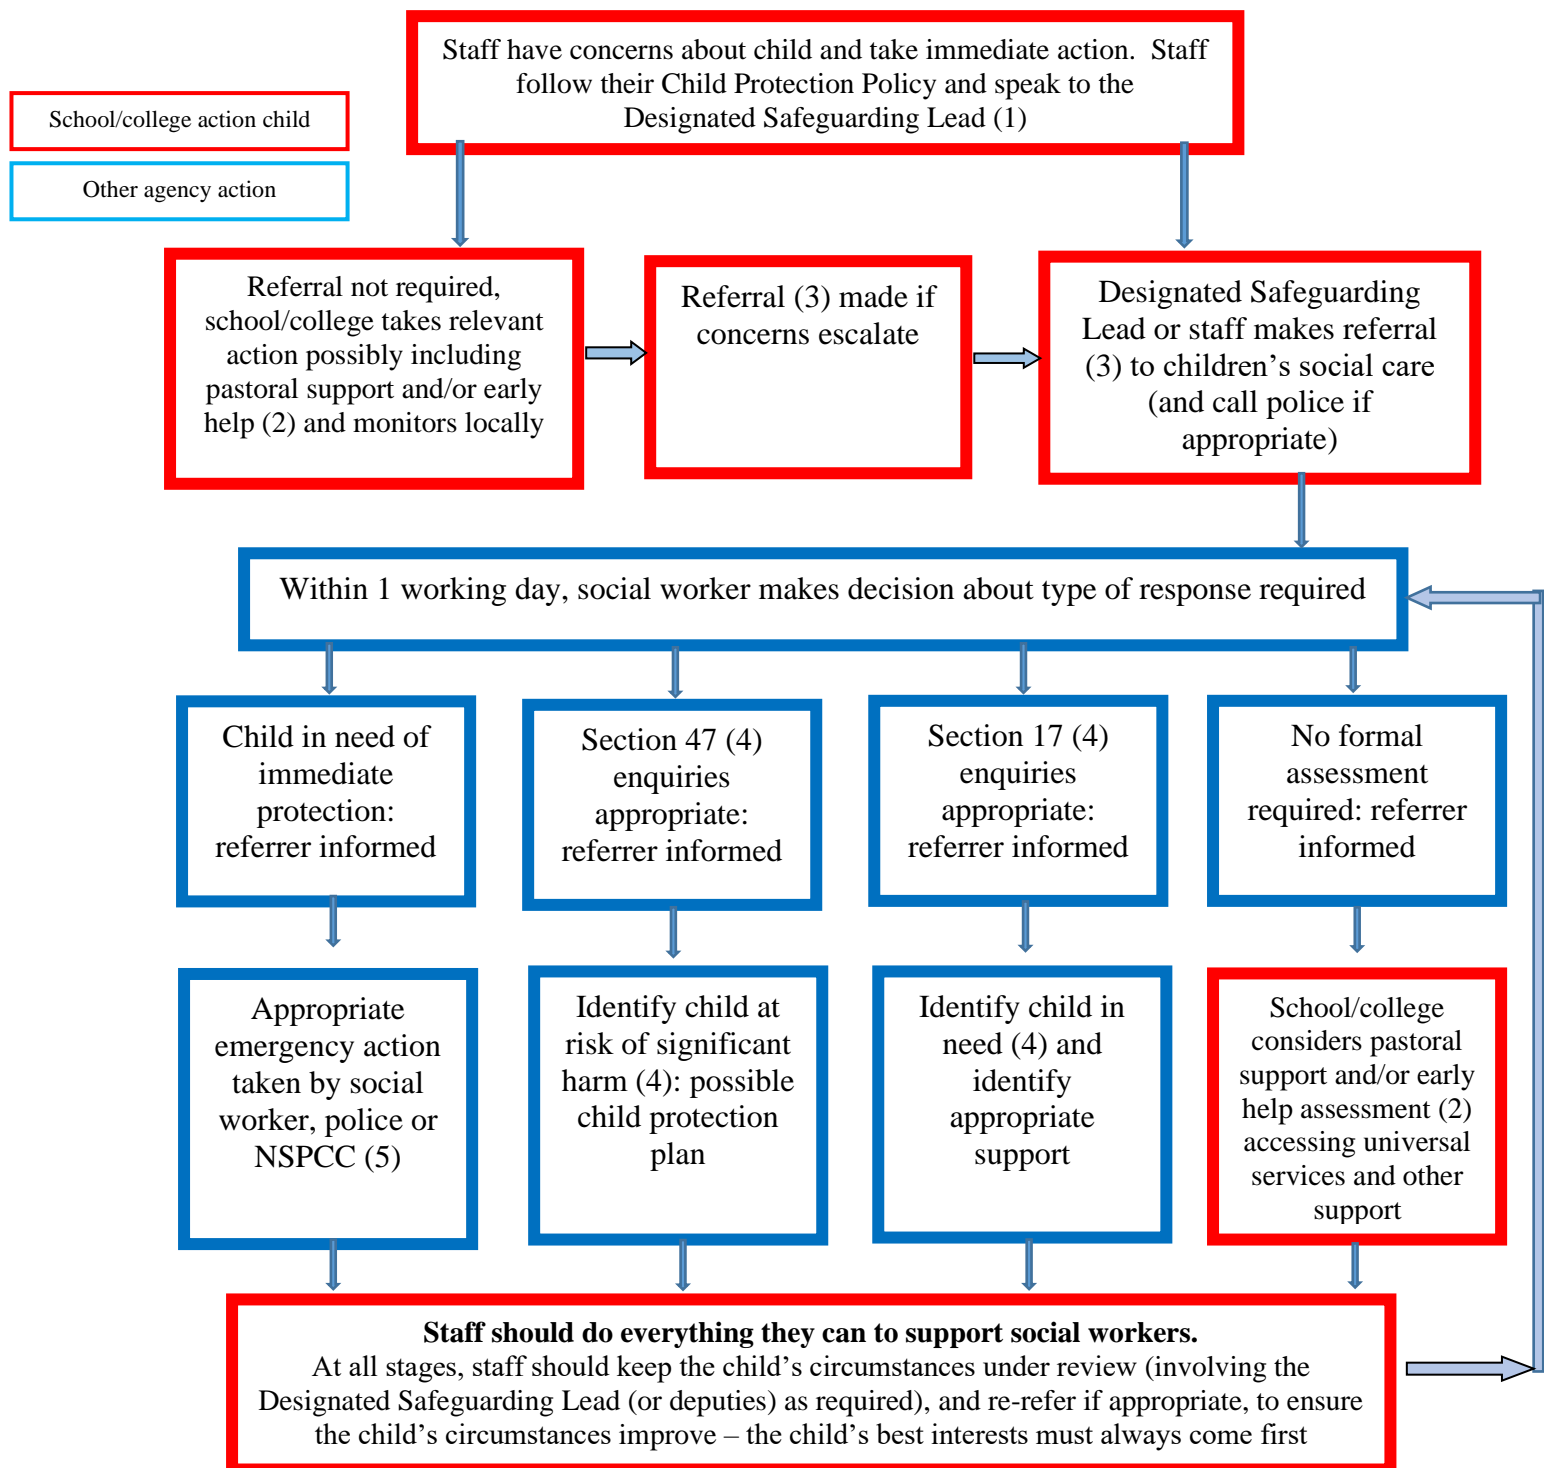 Staff have concerns about child and take immediate action.  Staff
follow their Child Protection Policy and speak to the
Designated Safeguarding Lead (1)
School/college action child
Other agency action
Referral not required,
school/college takes relevant
action possibly including
pastoral support and/or early
help (2) and monitors locally
Referral (3) made if
concerns escalate
Designated Safeguarding
Lead or staff makes referral
(3) to children’s social care
(and call police if
appropriate)
Within 1 working day, social worker makes decision about type of response required
Child in need of
immediate
protection:
referrer informed
Section 47 (4)
enquiries
appropriate:
referrer informed
Section 17 (4)
enquiries
appropriate:
referrer informed
No formal
assessment
required: referrer
informed
Appropriate
emergency action
taken by social
worker, police or
NSPCC (5)
Identify child at
risk of significant
harm (4): possible
child protection
plan
Identify child in
need (4) and
identify
appropriate
support
School/college
considers pastoral
support and/or early
help assessment (2)
accessing universal
services and other
support
Staff should do everything they can to support social workers.
At all stages, staff should keep the child’s circumstances under review (involving the
Designated Safeguarding Lead (or deputies) as required), and re-refer if appropriate, to ensure
the child’s circumstances improve – the child’s best interests must always come first